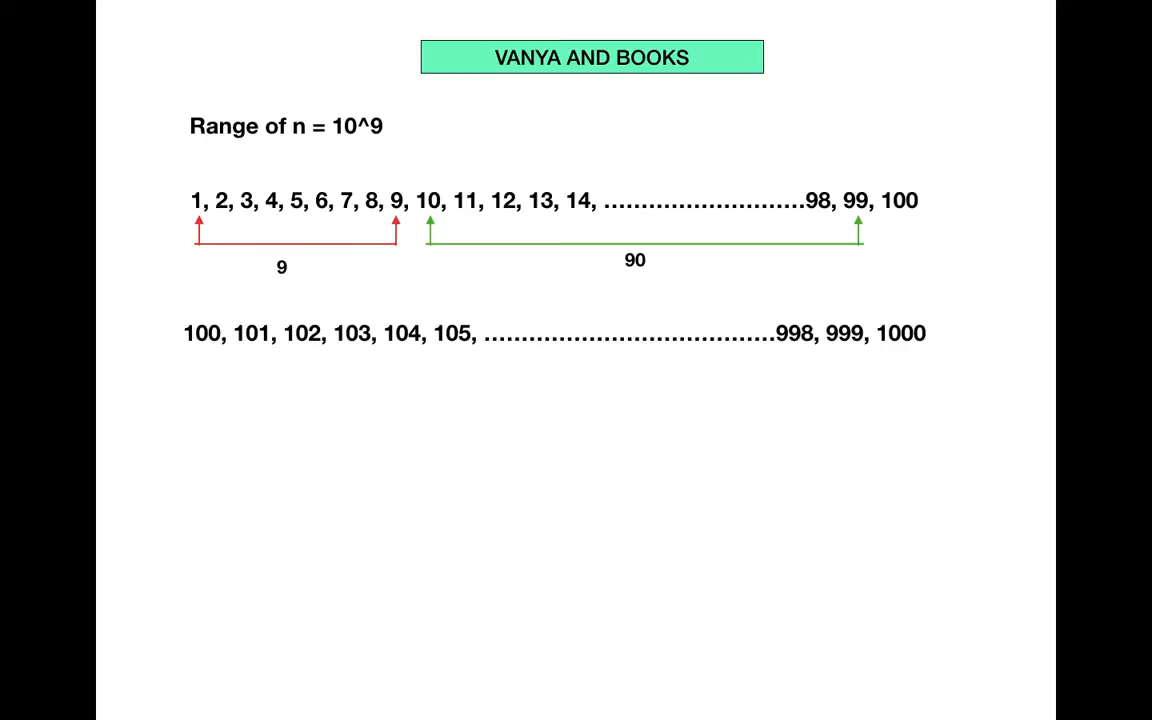 VANYA AND BOOKS
Range of n = 10^9
1, 2, 3, 4, 5, 6, 7, 8, 9, 10, 11, 12, 13, 14, ...........................98, 99, 100
9
90
100, 101, 102, 103, 104, 105, .......................................998, 999, 1000